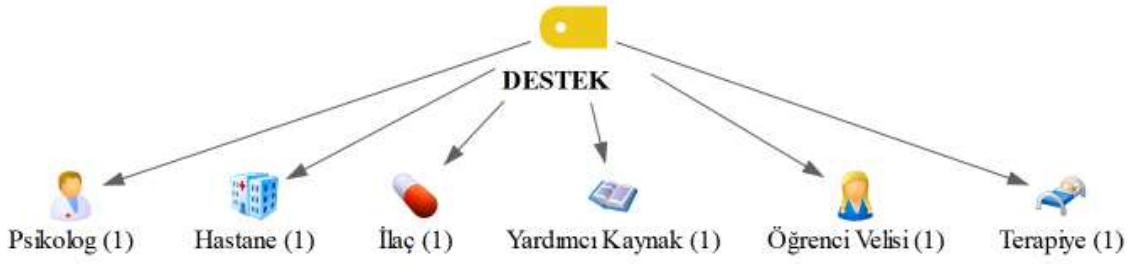 DESTEK
Psikolog (1) Hastane (1) İlaç (1) Yardımcı Kaynak (1) Öğrenci Velisi (1) Terapiye (1)